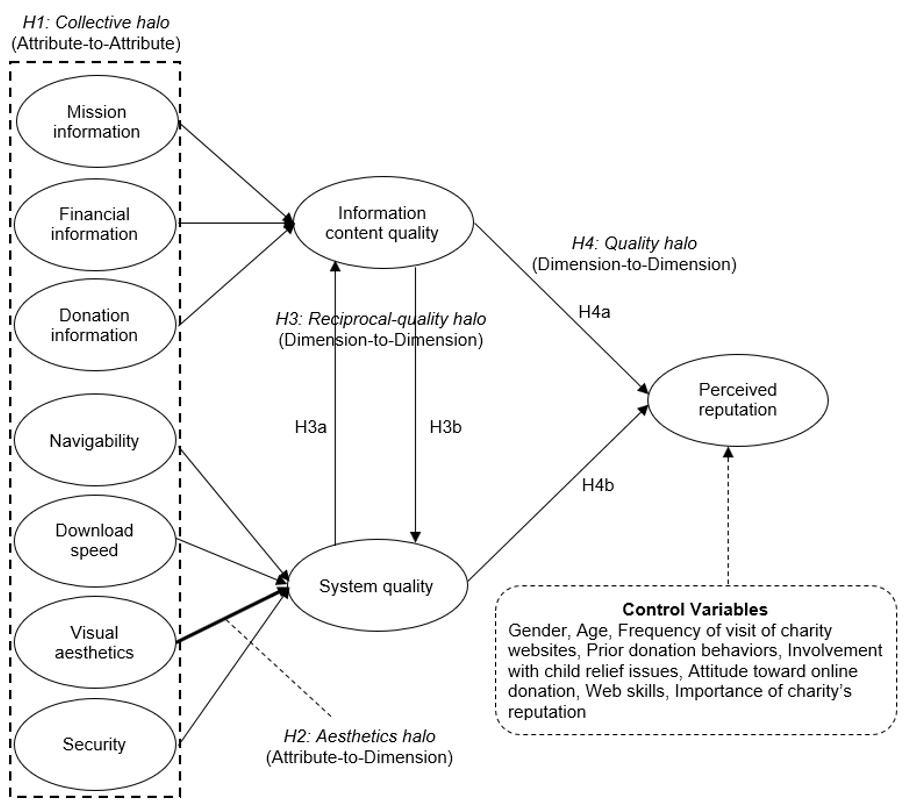 H1: Collective halo
(Attribute-to-Attribute)
Mission
information
Financial
information
Donation
information
Navigability
Download
speed
Visual
aesthetics
Security
Information
content quality
H3: Reciprocal-quality halo
(Dimension-to-Dimension)
H3a
H3b
System quality
H2: Aesthetics halo
(Attribute-to-Dimension)
H4: Quality halo
(Dimension-to-Dimension)
H4a
H4b
Perceived
reputation
Control Variables
Gender, Age, Frequency of visit of charity
websites, Prior donation behaviors, Involvement
with child relief issues, Attitude toward online
donation, Web skills, Importance of charity’s
reputation